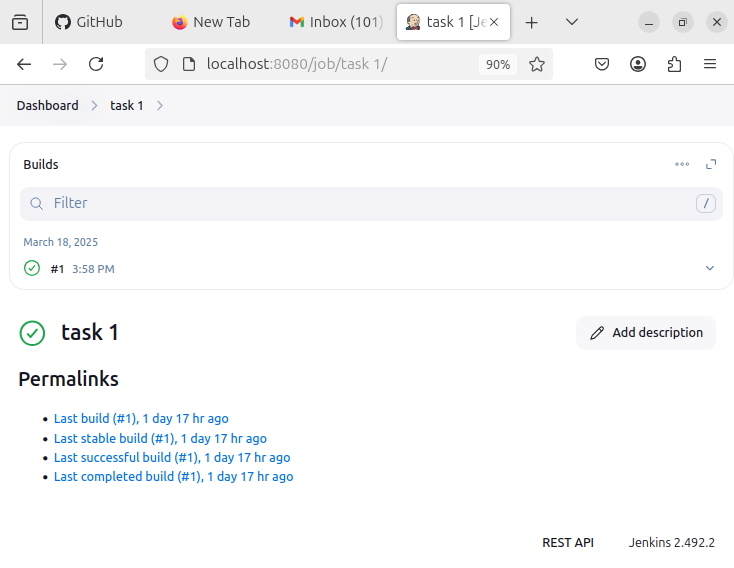 GitHub New Tab Inbox (101) task 1 [Je
localhost:8080/job/task 1/ 90%
Dashboard task 1
Builds
Filter /
March 18, 2025
#1 3:58 PM
task 1 Add description
Permalinks
Last build (#1), 1 day 17 hr ago
Last stable build (#1), 1 day 17 hr ago
Last successful build (#1), 1 day 17 hr ago
Last completed build (#1), 1 day 17 hr ago
REST API Jenkins 2.492.2